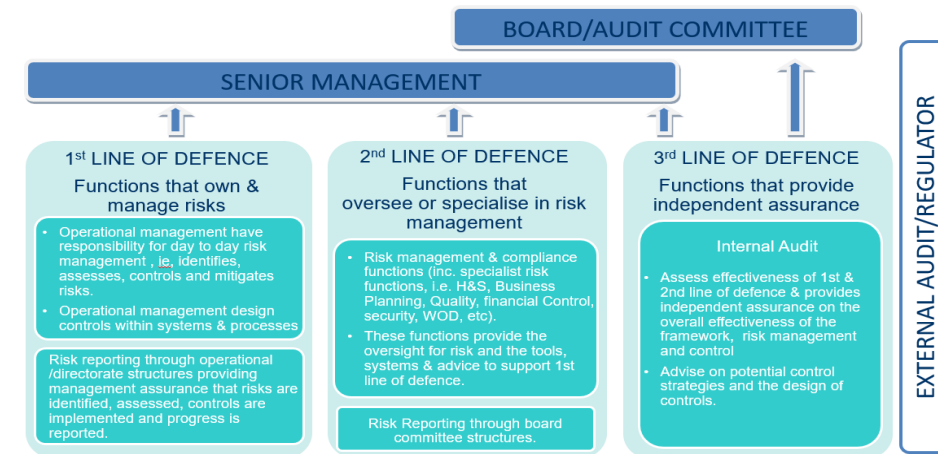 BOARD/AUDIT COMMITTEE
SENIOR MANAGEMENT
1st LINE OF DEFENCE
Functions that own &
manage risks
• Operational management have
responsibility for day to day risk
management , ie, identifies,
assesses, controls and mitigates
risks.
• Operational management design
controls within systems & processes
Risk reporting through operational
/directorate structures providing
management assurance that risks are
identified, assessed, controls are
implemented and progress is
reported.
2nd LINE OF DEFENCE
Functions that
oversee or specialise in risk
management
• Risk management & compliance
functions (inc. specialist risk
functions, i.e. H&S, Business
Planning, Quality, financial Control,
security, WOD, etc).
• These functions provide the
oversight for risk and the tools,
systems & advice to support 1st
line of defence.
Risk Reporting through board
committee structures.
3rd LINE OF DEFENCE
Functions that provide
independent assurance
Internal Audit
• Assess effectiveness of 1st &
2nd line of defence & provides
independent assurance on the
overall effectiveness of the
framework, risk management
and control
• Advise on potential control
strategies and the design of
controls.
EXTERNAL AUDIT/REGULATOR